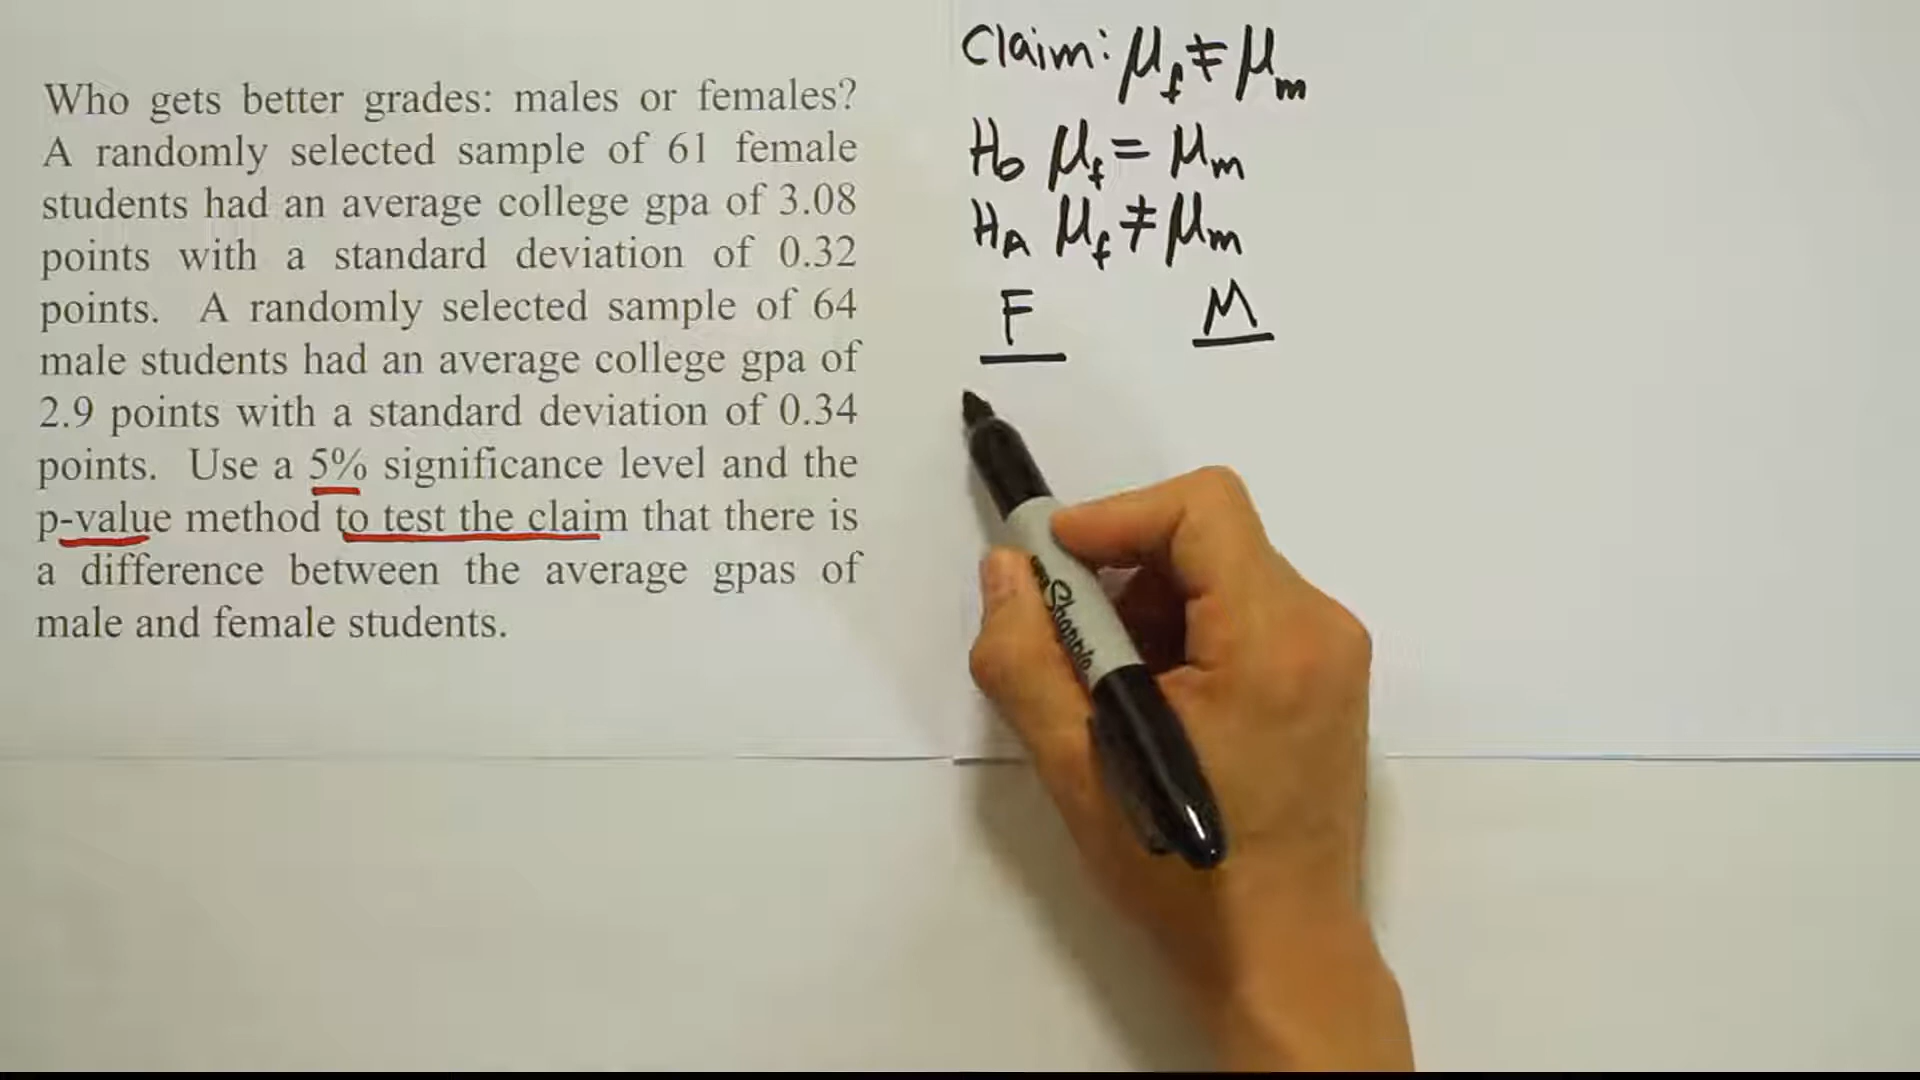 Who gets better grades: males or females?
A randomly selected sample of 61 female
students had an average college gpa of 3.08
points with a standard deviation of 0.32
points. A randomly selected sample of 64
male students had an average college gpa of
2.9 points with a standard deviation of 0.34
points. Use a 5% significance level and the
p-value method to test the claim that there is
a difference between the average gpas of
male and female students.
Claim: μf ≠ μm
Ho μf = μm
HA μf ≠ μm
F M
Sharpie